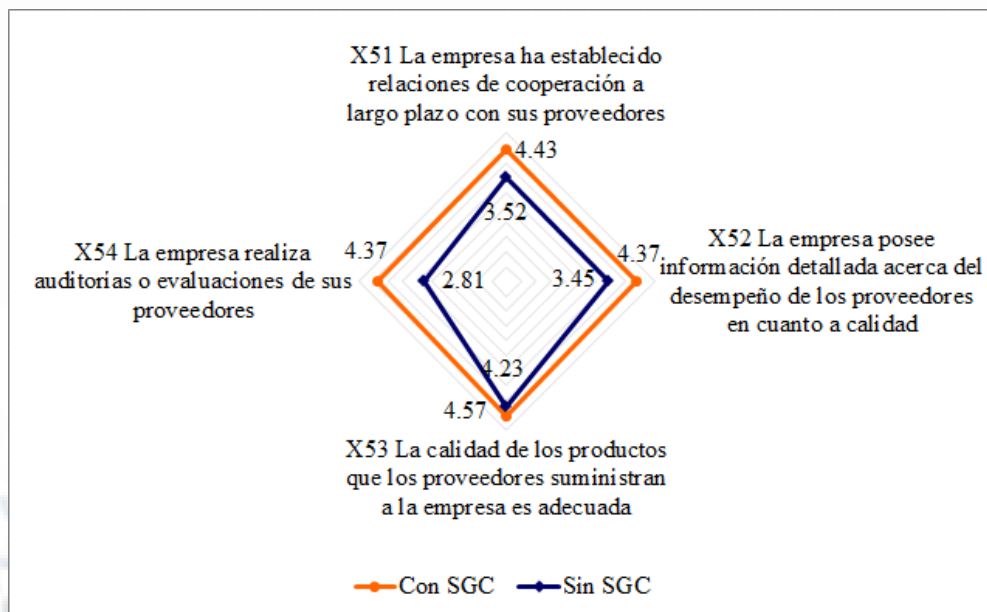 X51 La empresa ha establecido
relaciones de cooperación a
largo plazo con sus proveedores
4.43
3.52
X54 La empresa realiza
auditorias o evaluaciones de sus
proveedores
4.37
2.81
3.45
4.37
X52 La empresa posee
información detallada acerca del
desempeño de los proveedores
en cuanto a calidad
4.23
4.57
X53 La calidad de los productos
que los proveedores suministran
a la empresa es adecuada
Con SGC
Sin SGC